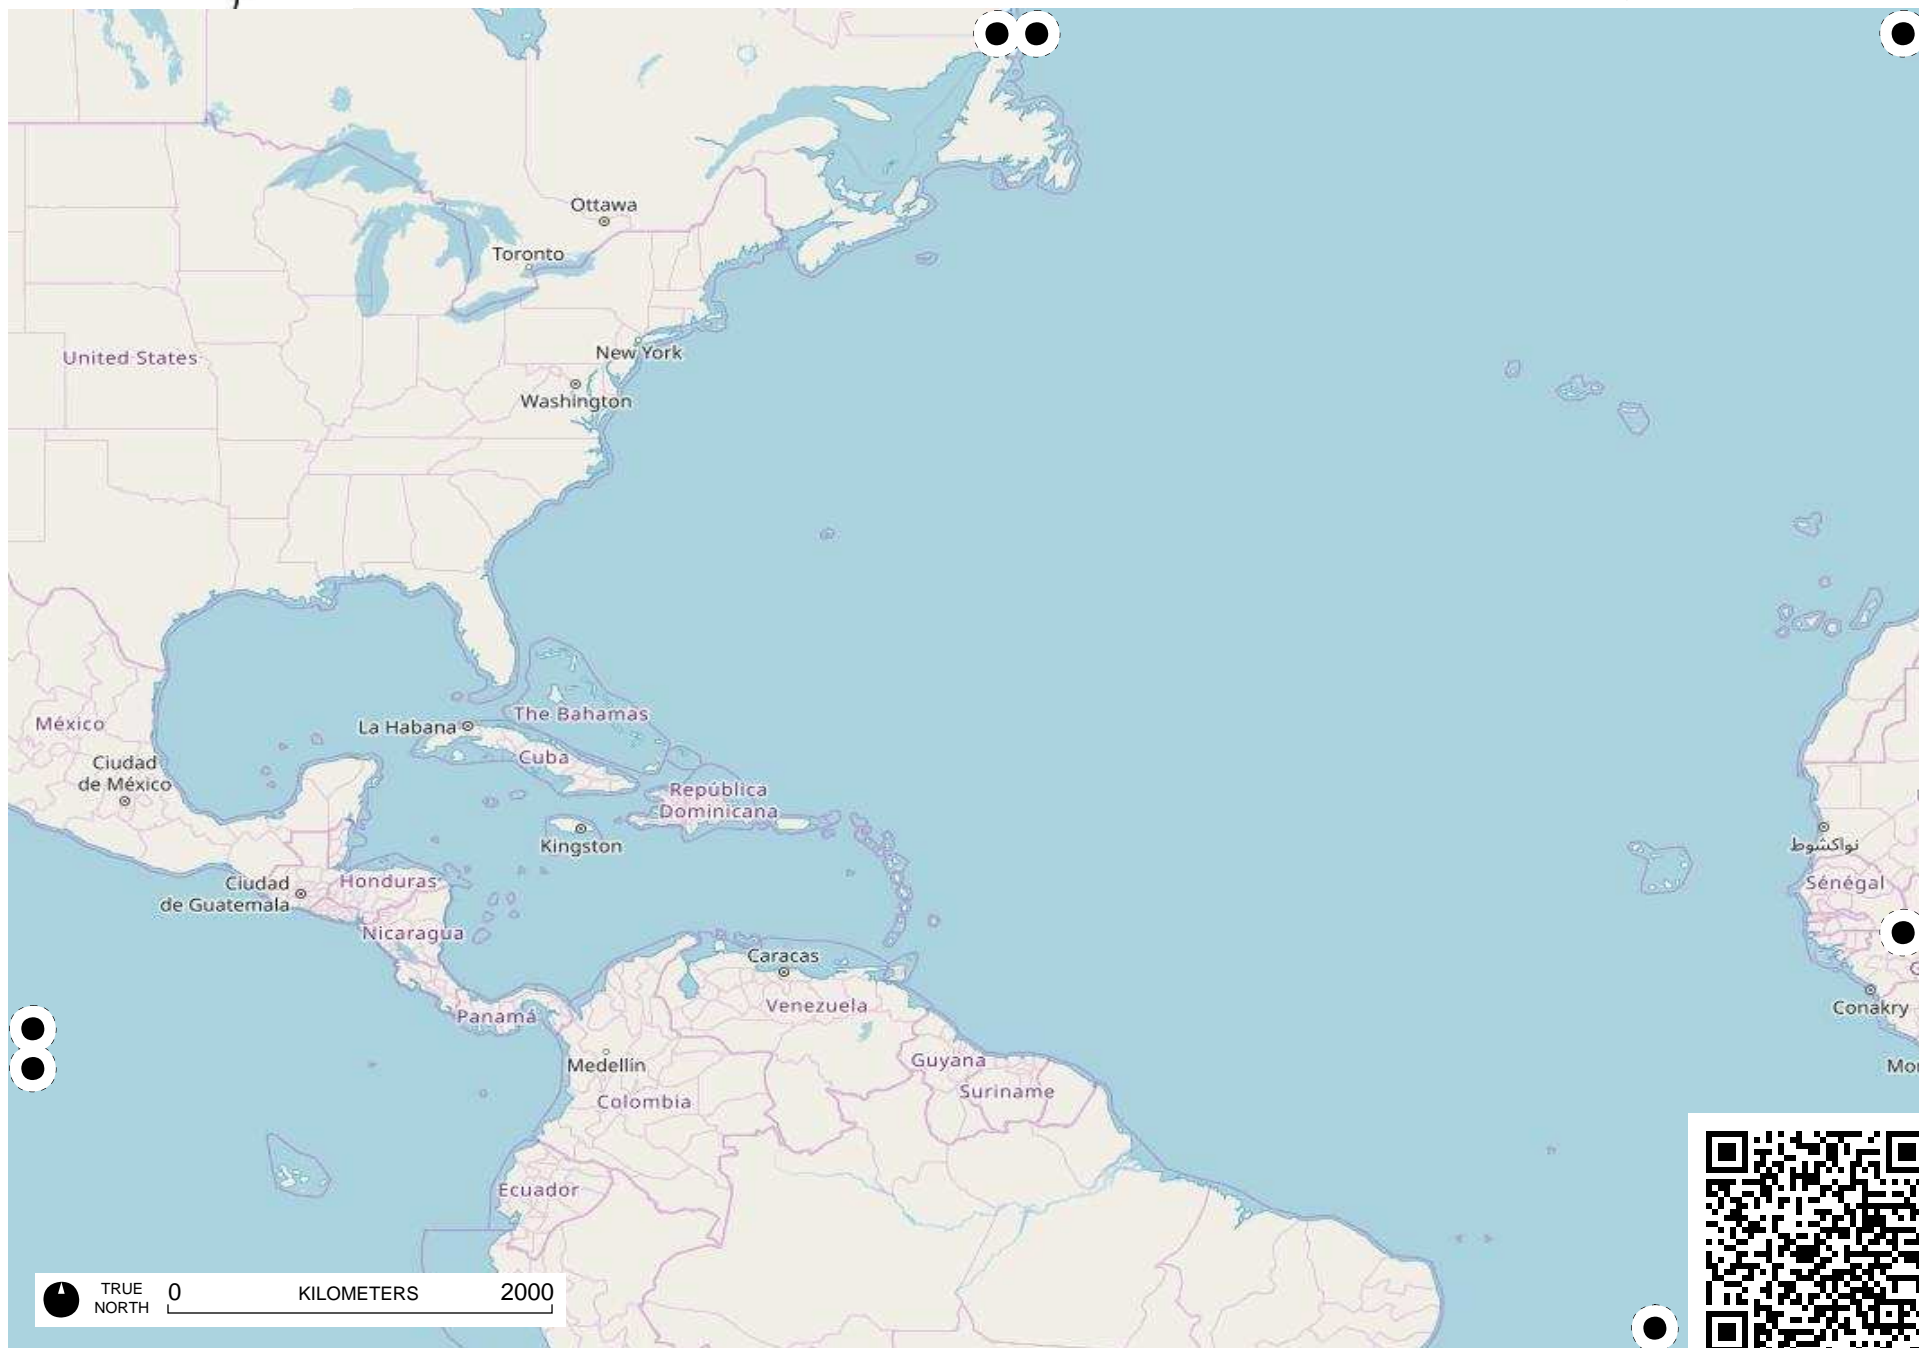 Ottawa
Toronto
New York
United States
Washington
The Bahamas
México
La Habana
Cuba
Ciudad
de México
República
Dominicana
Kingston
نواكشوط
Ciudad
de Guatemala
Honduras
Sénégal
Nicaragua
Caracas
Venezuela
Conakry
Panamá
Medellín
Guyana
Suriname
Colombia
Ecuador
TRUE
NORTH
0 KILOMETERS 2000